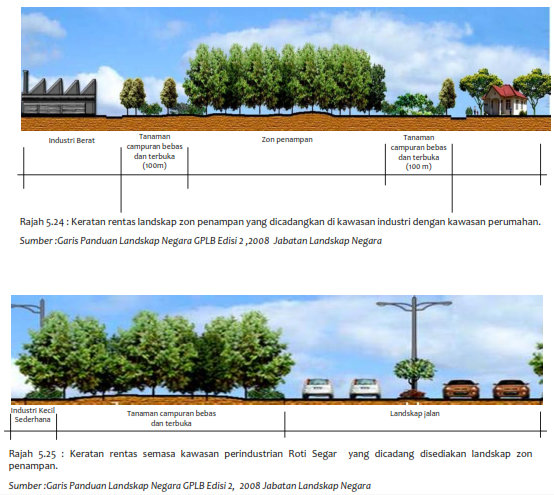 Industri Berat
Tanaman
campuran bebas
dan terbuka
(100m)
Zon penampan
Tanaman
campuran bebas
dan terbuka
(100 m)
Rajah 5.24 : Keratan rentas landskap zon penampan yang dicadangkan di kawasan industri dengan kawasan perumahan.
Sumber :Garis Panduan Landskap Negara GPLB Edisi 2 ,2008 Jabatan Landskap Negara
Industri Kecil
Sederhana
Tanaman campuran bebas
dan terbuka
Landskap jalan
Rajah 5.25 : Keratan rentas semasa kawasan perindustrian Roti Segar yang dicadang disediakan landskap zon
penampan.
Sumber :Garis Panduan Landskap Negara GPLB Edisi 2, 2008 Jabatan Landskap Negara